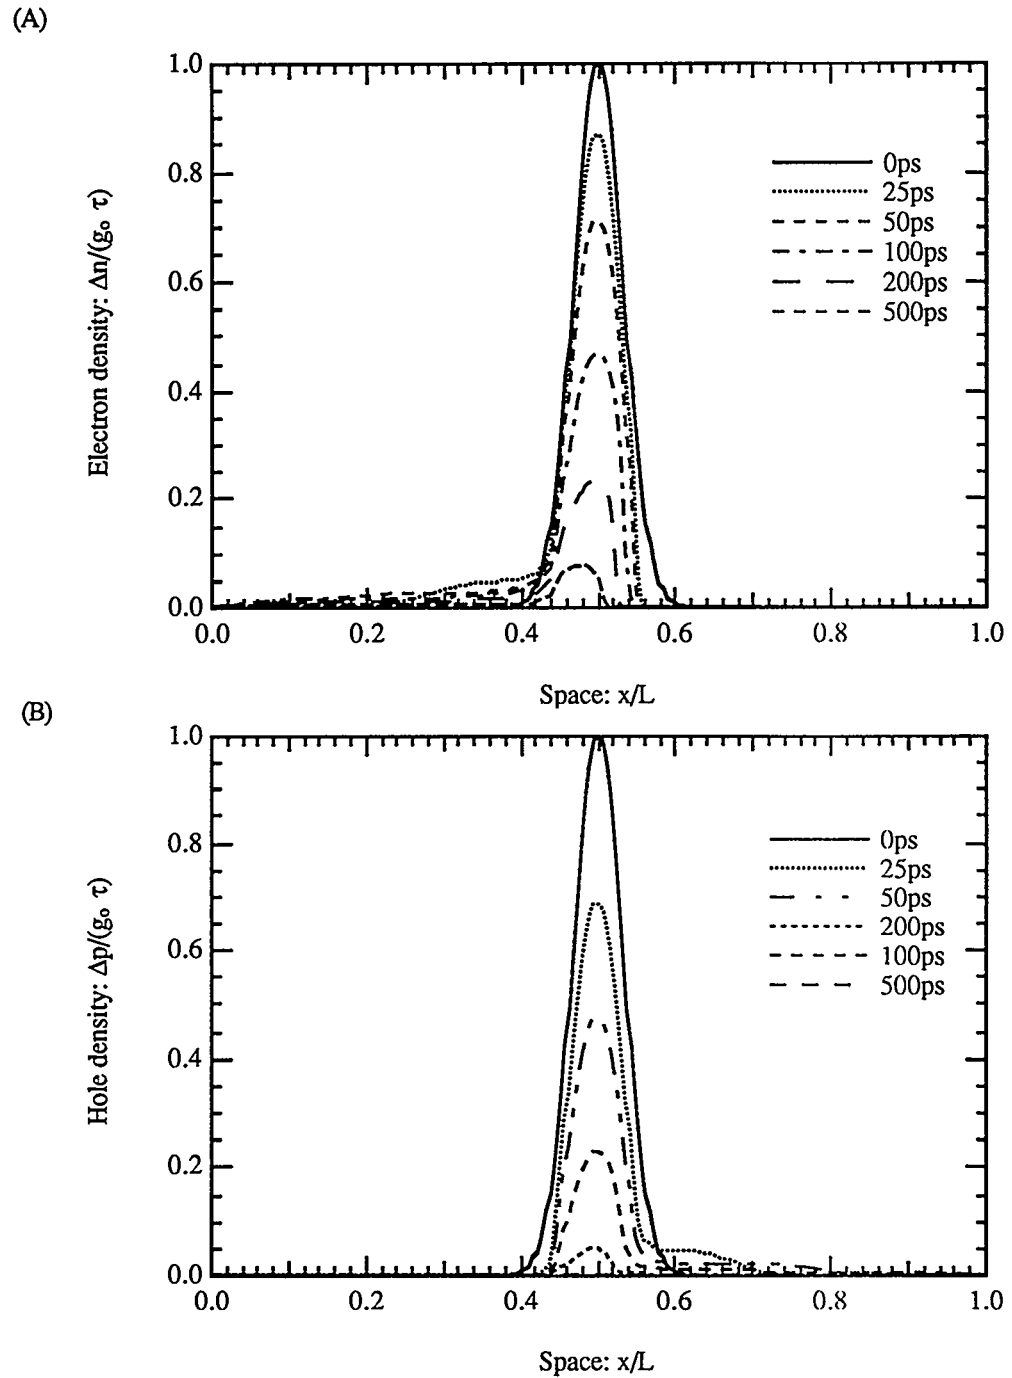 (A)
1.0
0.8
0.6
0.4
0.2
0.0
0.0 0.2 0.4 0.6 0.8 1.0
Electron density: Δn/(g₀ τ)
Space: x/L
0ps
25ps
50ps
100ps
200ps
500ps
(B)
1.0
0.8
0.6
0.4
0.2
0.0
0.0 0.2 0.4 0.6 0.8 1.0
Hole density: Δp/(g₀ τ)
Space: x/L
0ps
25ps
50ps
200ps
100ps
500ps